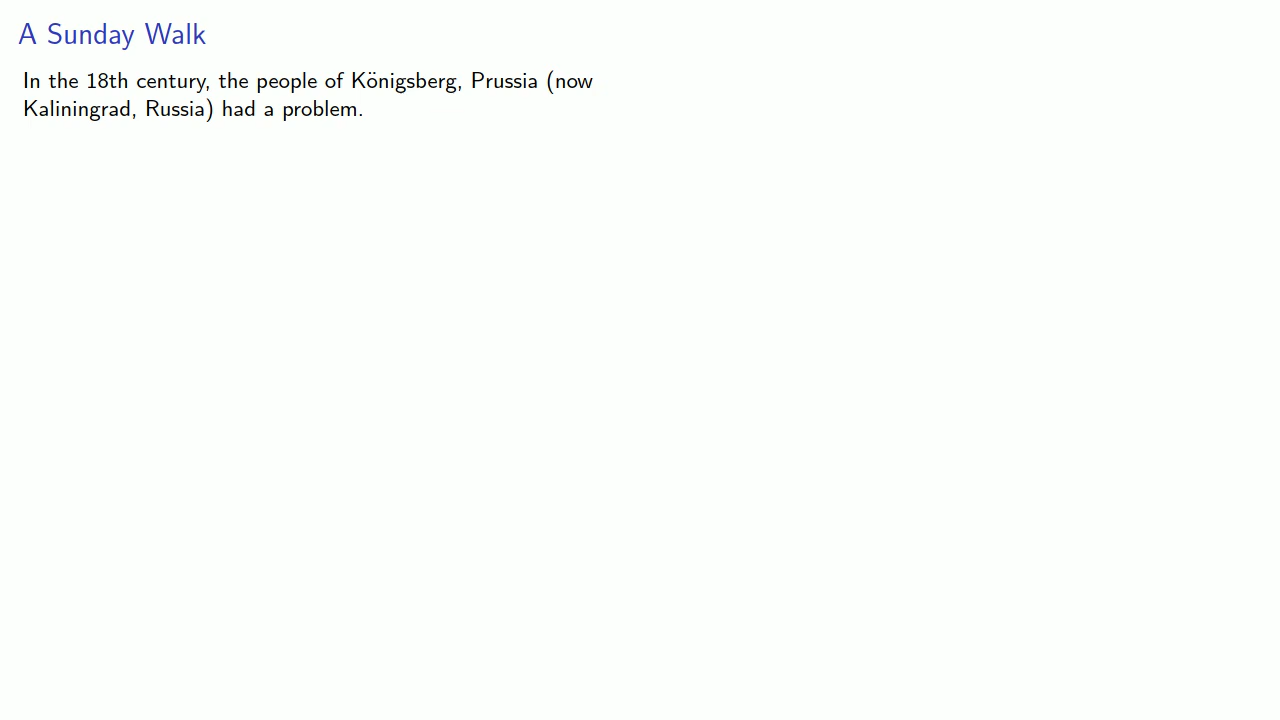 A Sunday Walk
In the 18th century, the people of Königsberg, Prussia (now
Kaliningrad, Russia) had a problem.